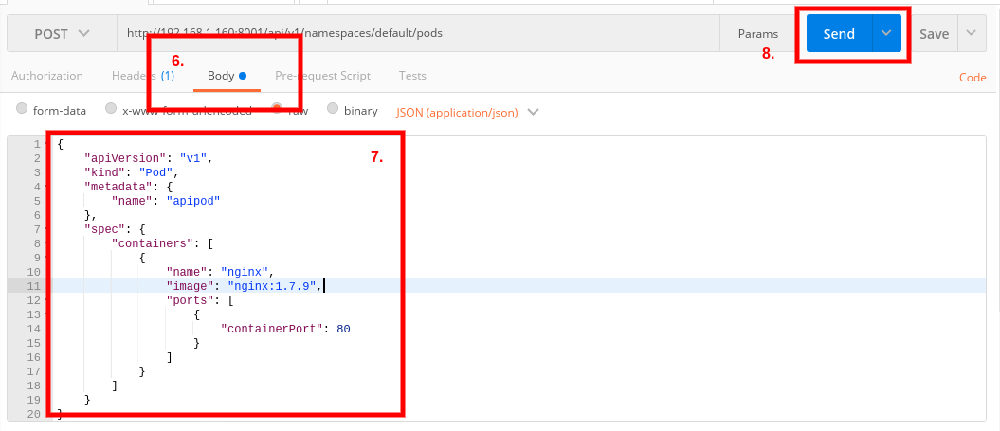 POST http://192.168.1.160:8001/api/v1/namespaces/default/pods Params Send Save
8.
6.
Authorization Headers (1) Body Pre-request Script Tests Code
form-data x-www-form-urlencoded raw binary JSON (application/json)
7.
1 {
2 "apiVersion": "v1",
3 "kind": "Pod",
4 "metadata": {
5 "name": "apipod"
6 },
7 "spec": {
8 "containers": [
9 {
10 "name": "nginx",
11 "image": "nginx:1.7.9",
12 "ports": [
13 {
14 "containerPort": 80
15 }
16 ]
17 }
18 ]
19 }
20 }